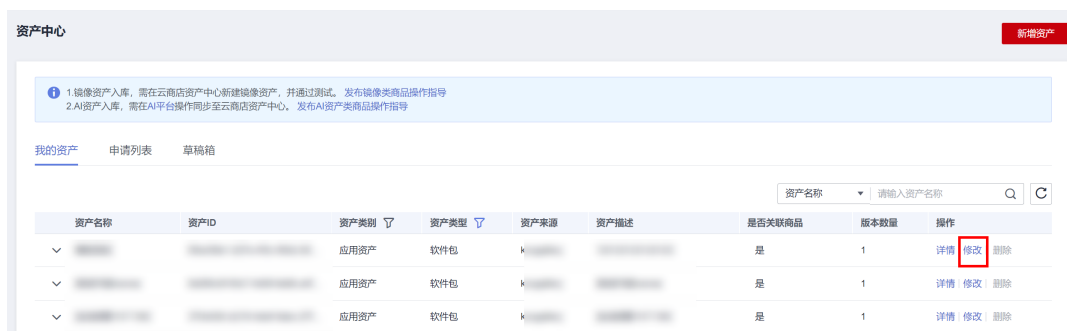 资产中心
新增资产
1.镜像资产入库，需在云商店资产中心新建镜像资产，并通过测试。 发布镜像类商品操作指导
2.AI资产入库，需在AI平台操作同步至云商店资产中心。 发布AI资产类商品操作指导
我的资产 申请列表 草稿箱
资产名称 请输入资产名称
资产名称 资产ID 资产类别 资产类型 资产来源 资产描述 是否关联商品 版本数量 操作
应用资产 软件包 是 1 详情 修改 删除
应用资产 软件包 是 1 详情 修改 删除
应用资产 软件包 是 1 详情 修改 删除